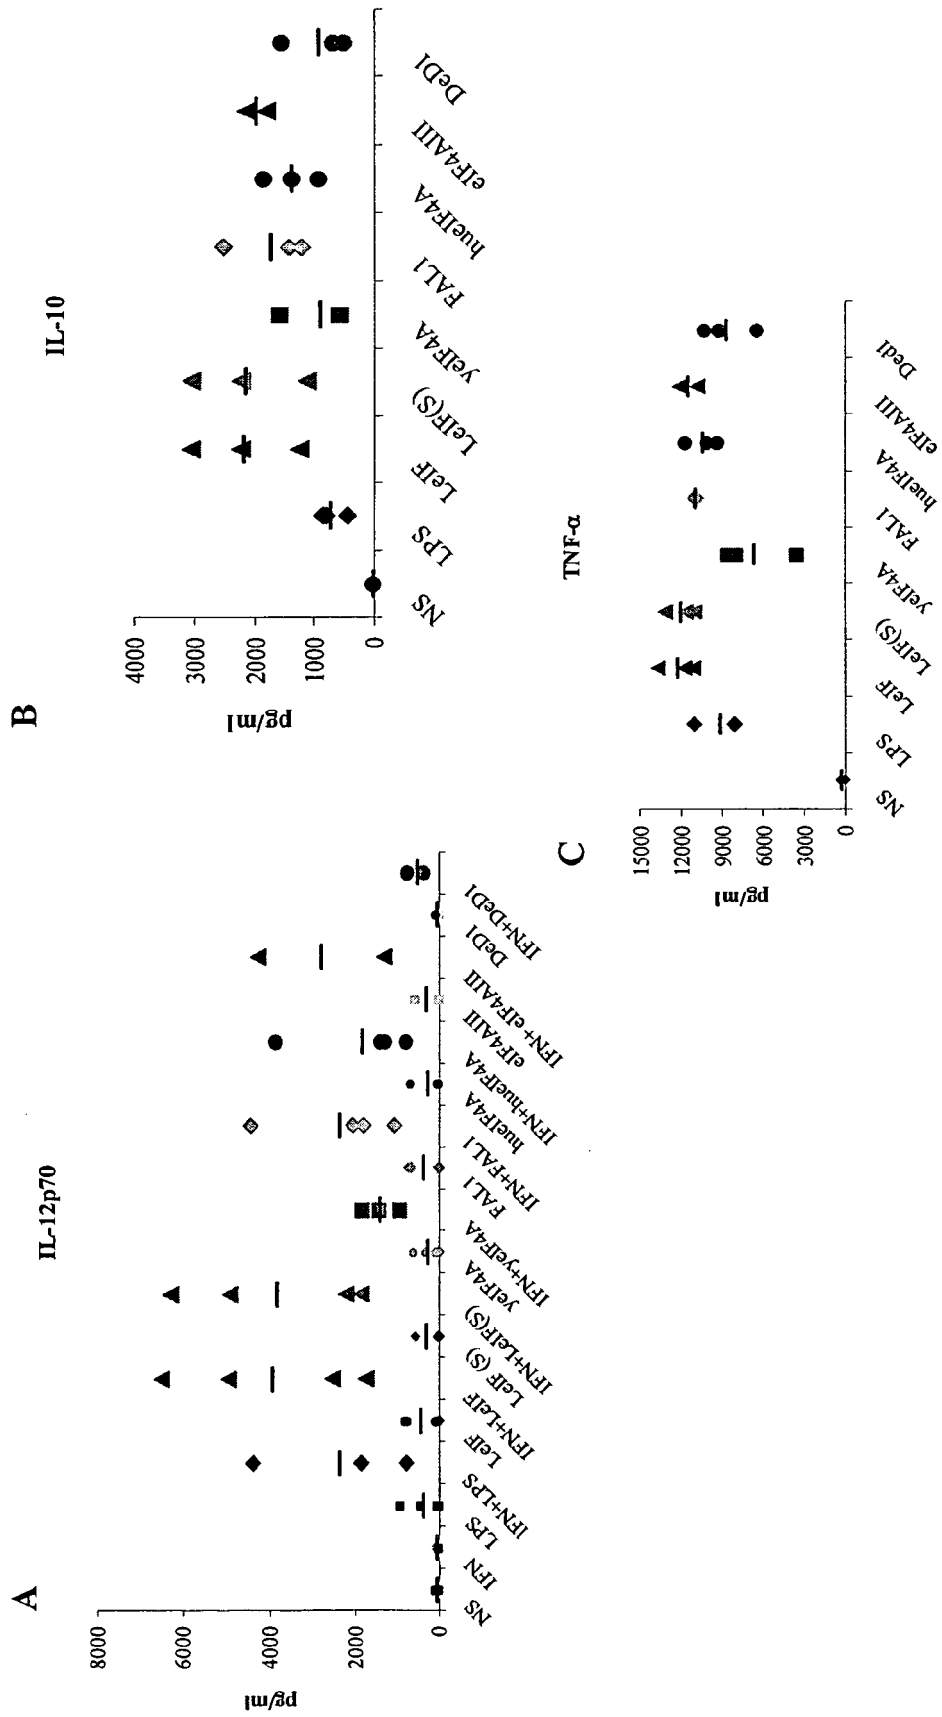 A
IL-12p70
8000
6000
4000
2000
0
pg/ml
NS
IFN
LPS
IFN+LPS
LeIF
IFN+LeIF
LeIF (S)
IFN+LeIF(S)
yeIF4A
IFN+yeIF4A
FAL1
IFN+FAL1
hueIF4A
IFN+hueIF4A
eIF4AIII
IFN+ eIF4AIII
DeD1
IFN+DeD1
B
IL-10
4000
3000
2000
1000
0
pg/ml
NS
LPS
LeIF
LeIF(S)
yeIF4A
FAL1
hueIF4A
eIF4AIII
DeD1
C
TNF-α
15000
12000
9000
6000
3000
0
pg/ml
NS
LPS
LeIF
LeIF(S)
yeIF4A
FAL1
hueIF4A
eIF4AIII
Ded1